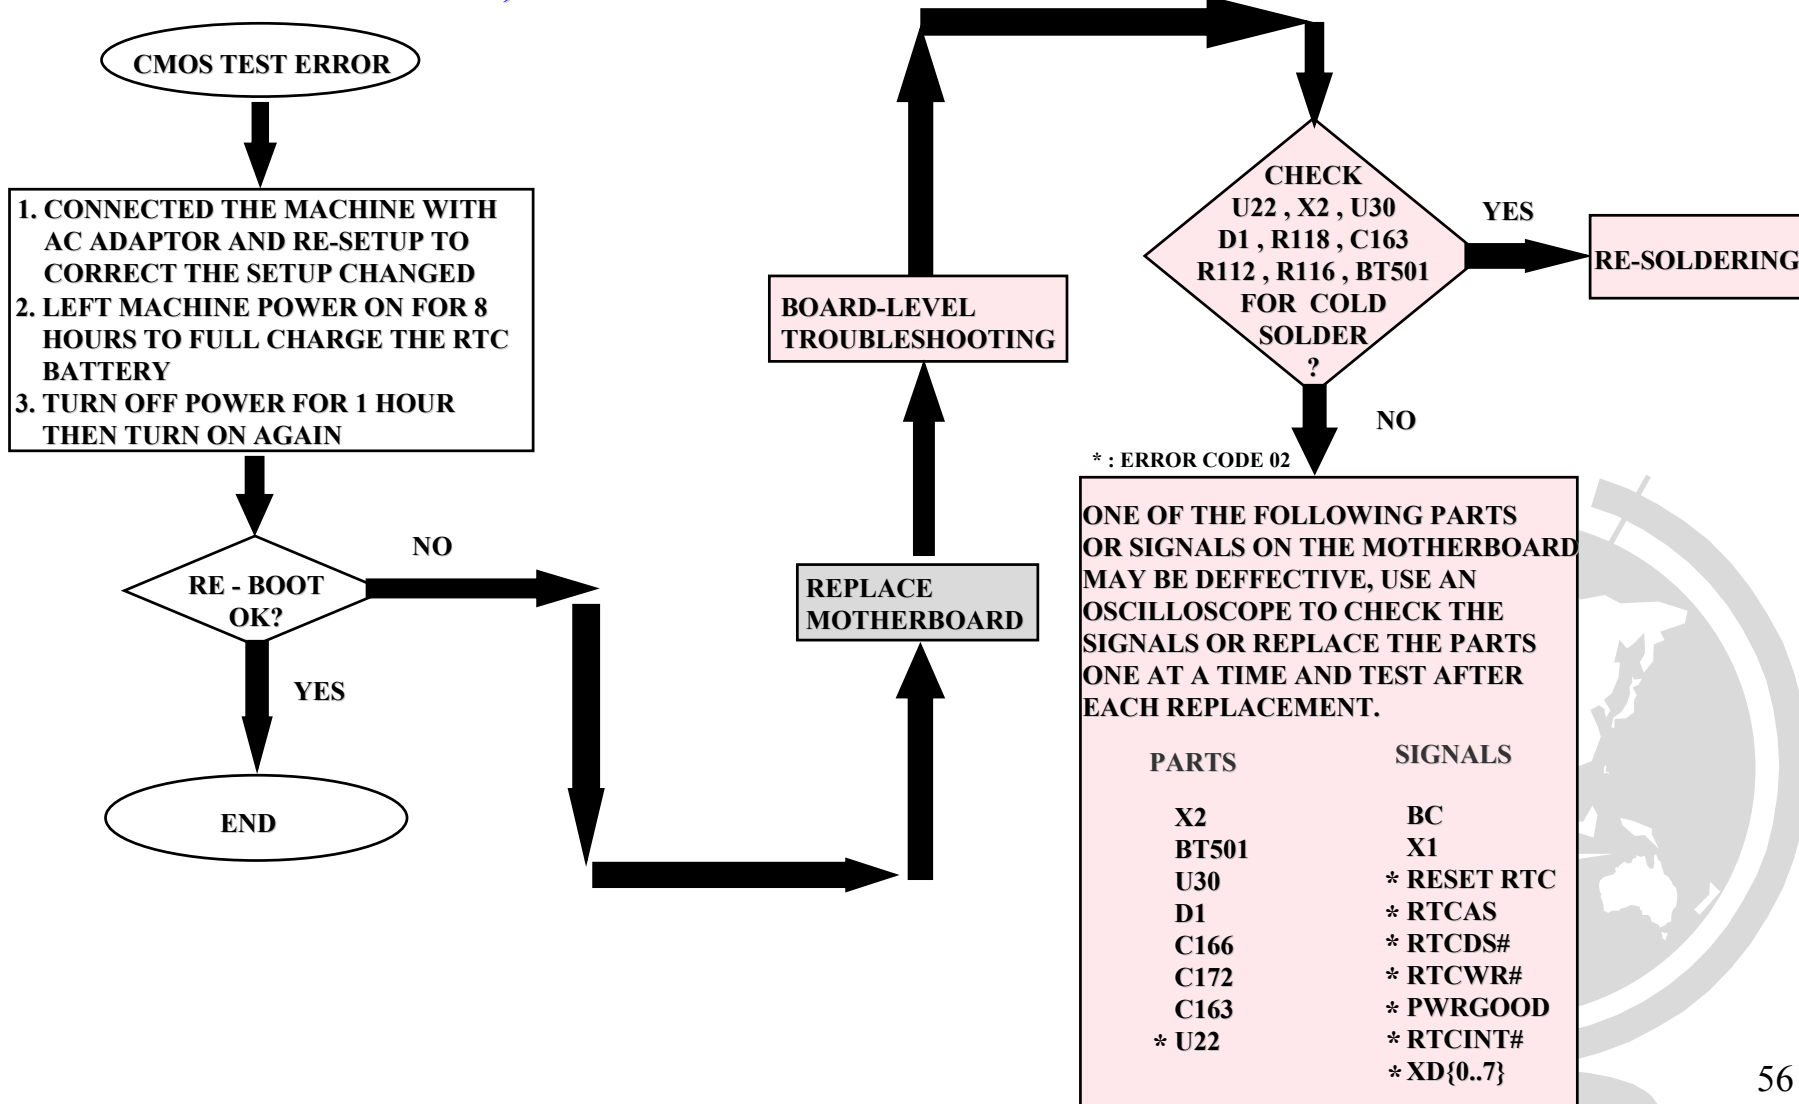 CMOS TEST ERROR
1. CONNECTED THE MACHINE WITH
AC ADAPTOR AND RE-SETUP TO
CORRECT THE SETUP CHANGED
2. LEFT MACHINE POWER ON FOR 8
HOURS TO FULL CHARGE THE RTC
BATTERY
3. TURN OFF POWER FOR 1 HOUR
THEN TURN ON AGAIN
RE - BOOT
OK?
NO
YES
END
REPLACE
MOTHERBOARD
BOARD-LEVEL
TROUBLESHOOTING
CHECK
U22 , X2 , U30
D1 , R118 , C163
R112 , R116 , BT501
FOR COLD
SOLDER
?
YES
RE-SOLDERING
NO
* : ERROR CODE 02
ONE OF THE FOLLOWING PARTS
OR SIGNALS ON THE MOTHERBOARD
MAY BE DEFFECTIVE, USE AN
OSCILLOSCOPE TO CHECK THE
SIGNALS OR REPLACE THE PARTS
ONE AT A TIME AND TEST AFTER
EACH REPLACEMENT.
PARTS
X2
BT501
U30
D1
C166
C172
C163
* U22
SIGNALS
BC
X1
* RESET RTC
* RTCAS
* RTCDS#
* RTCWR#
* PWRGOOD
* RTCINT#
* XD{0..7}
56